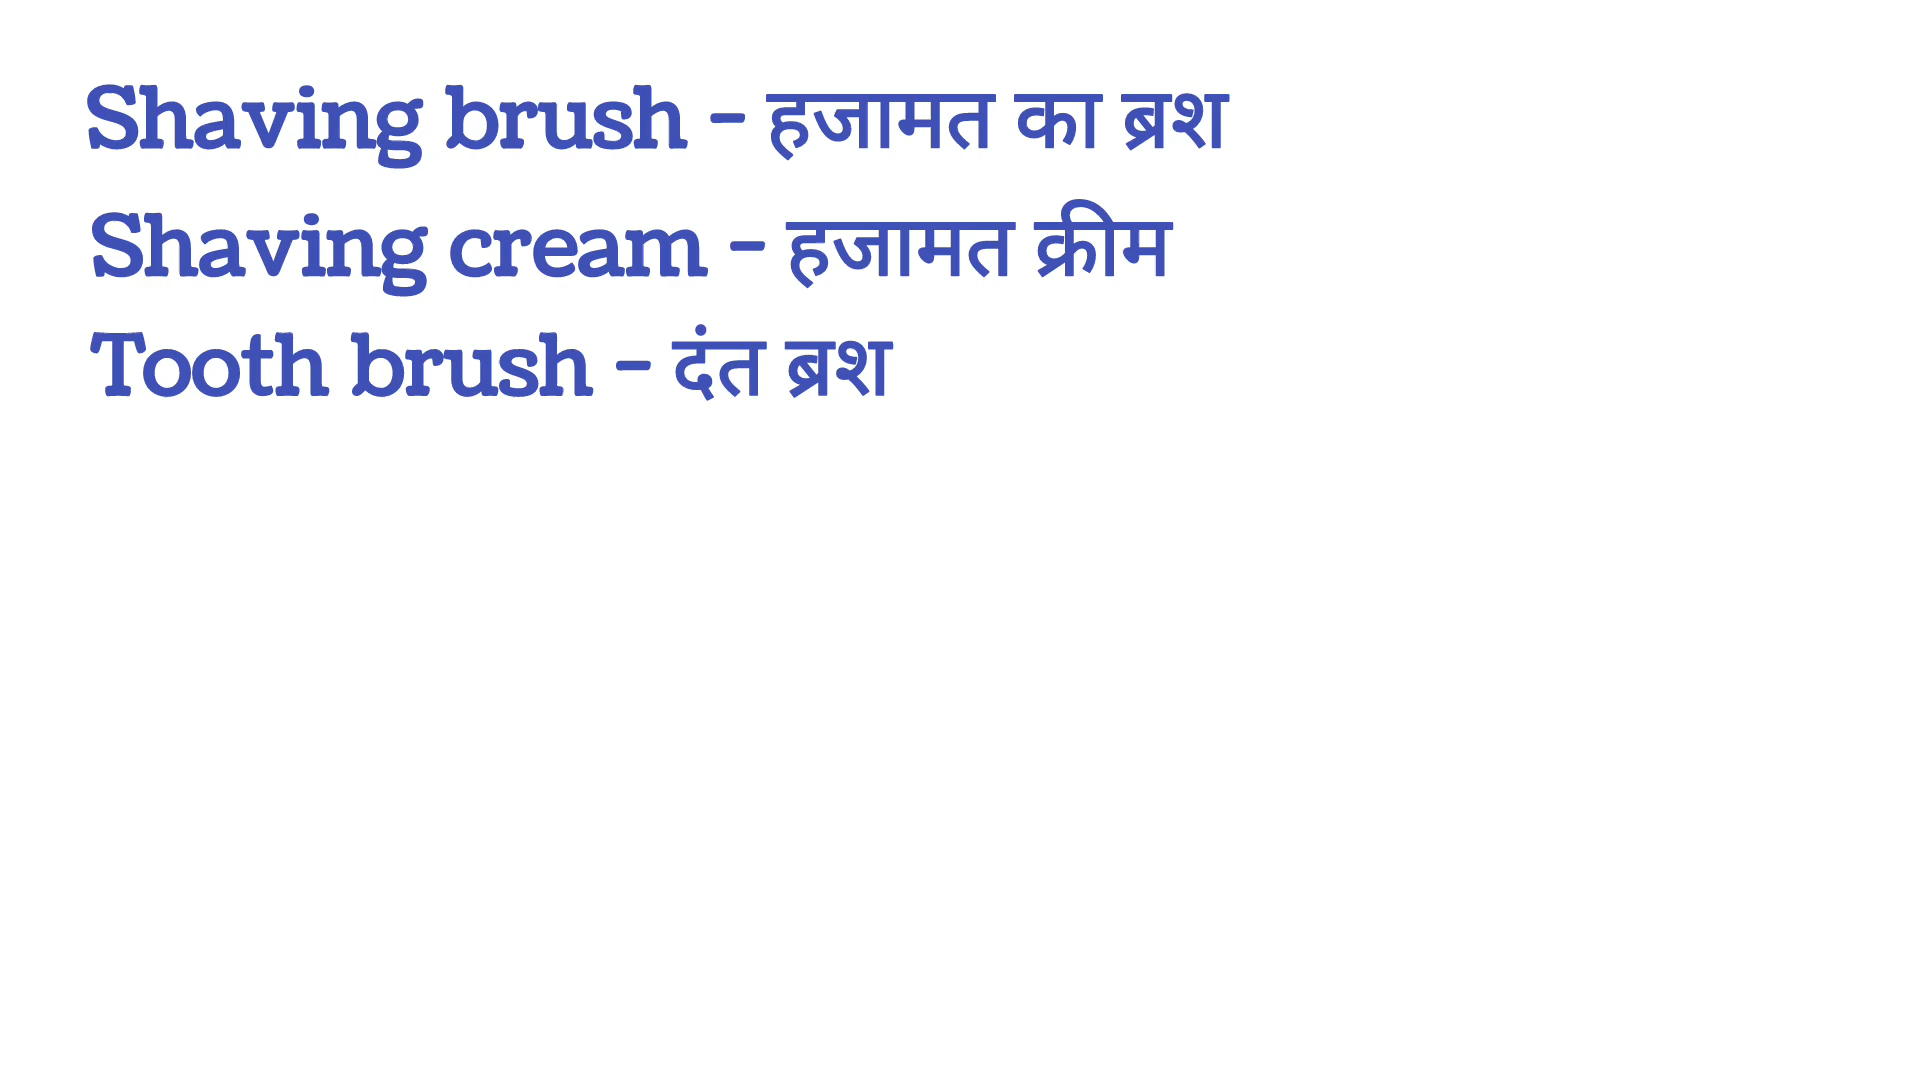 Shaving brush - हजामत का ब्रश
Shaving cream - हजामत क्रीम
Tooth brush - दंत ब्रश